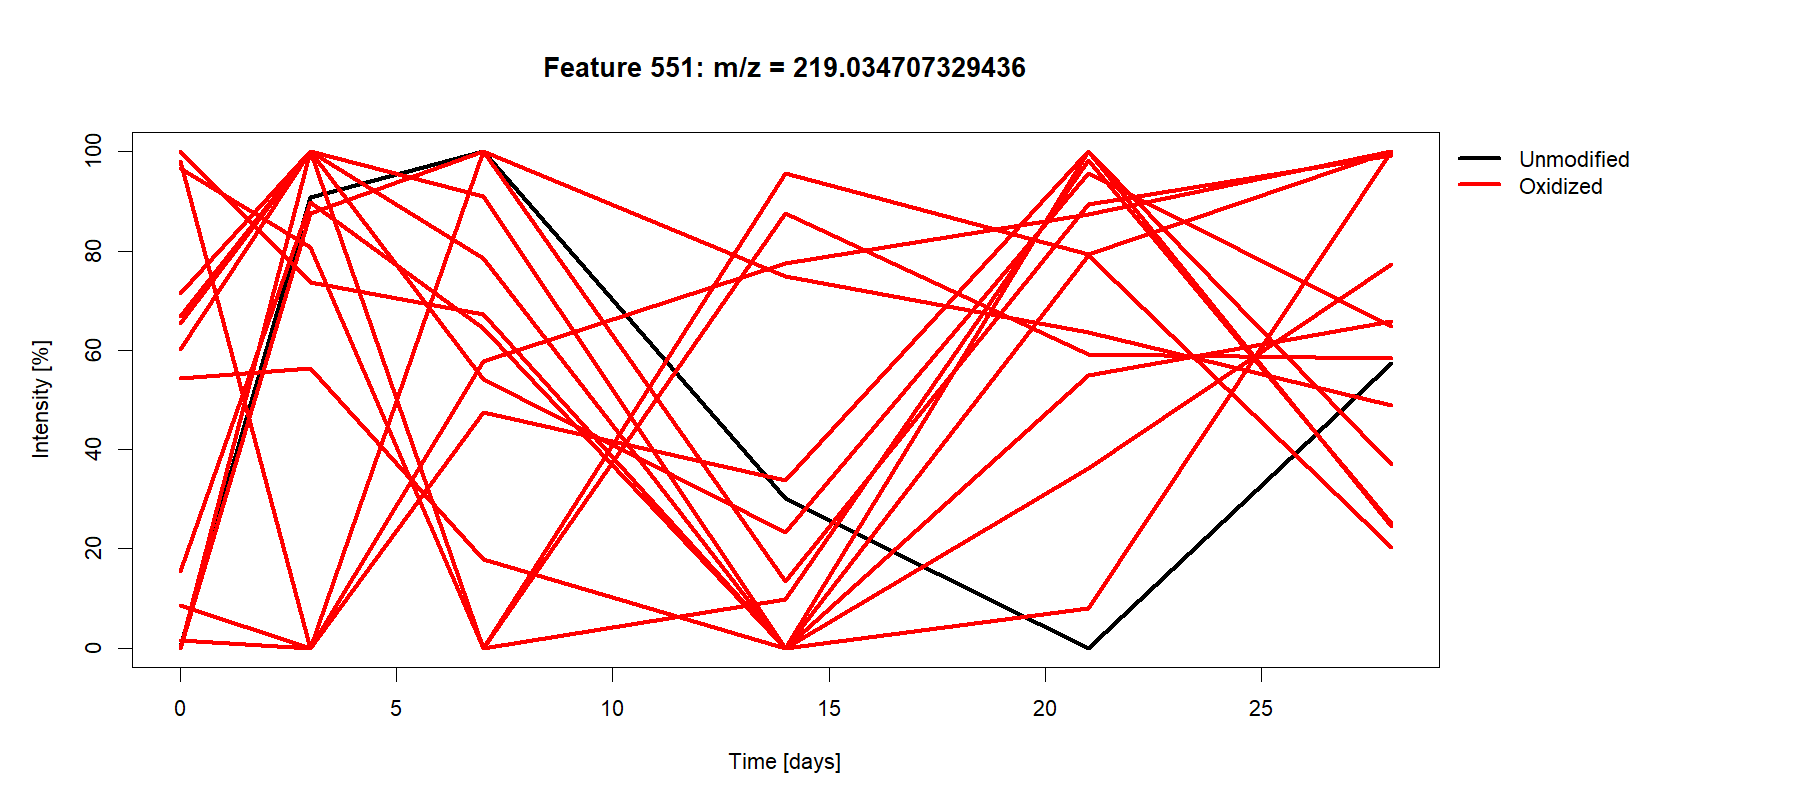 Feature 551: m/z = 219.034707329436
Unmodified
Oxidized
Intensity [%]
100
80
60
40
20
0
0 5 10 15 20 25
Time [days]